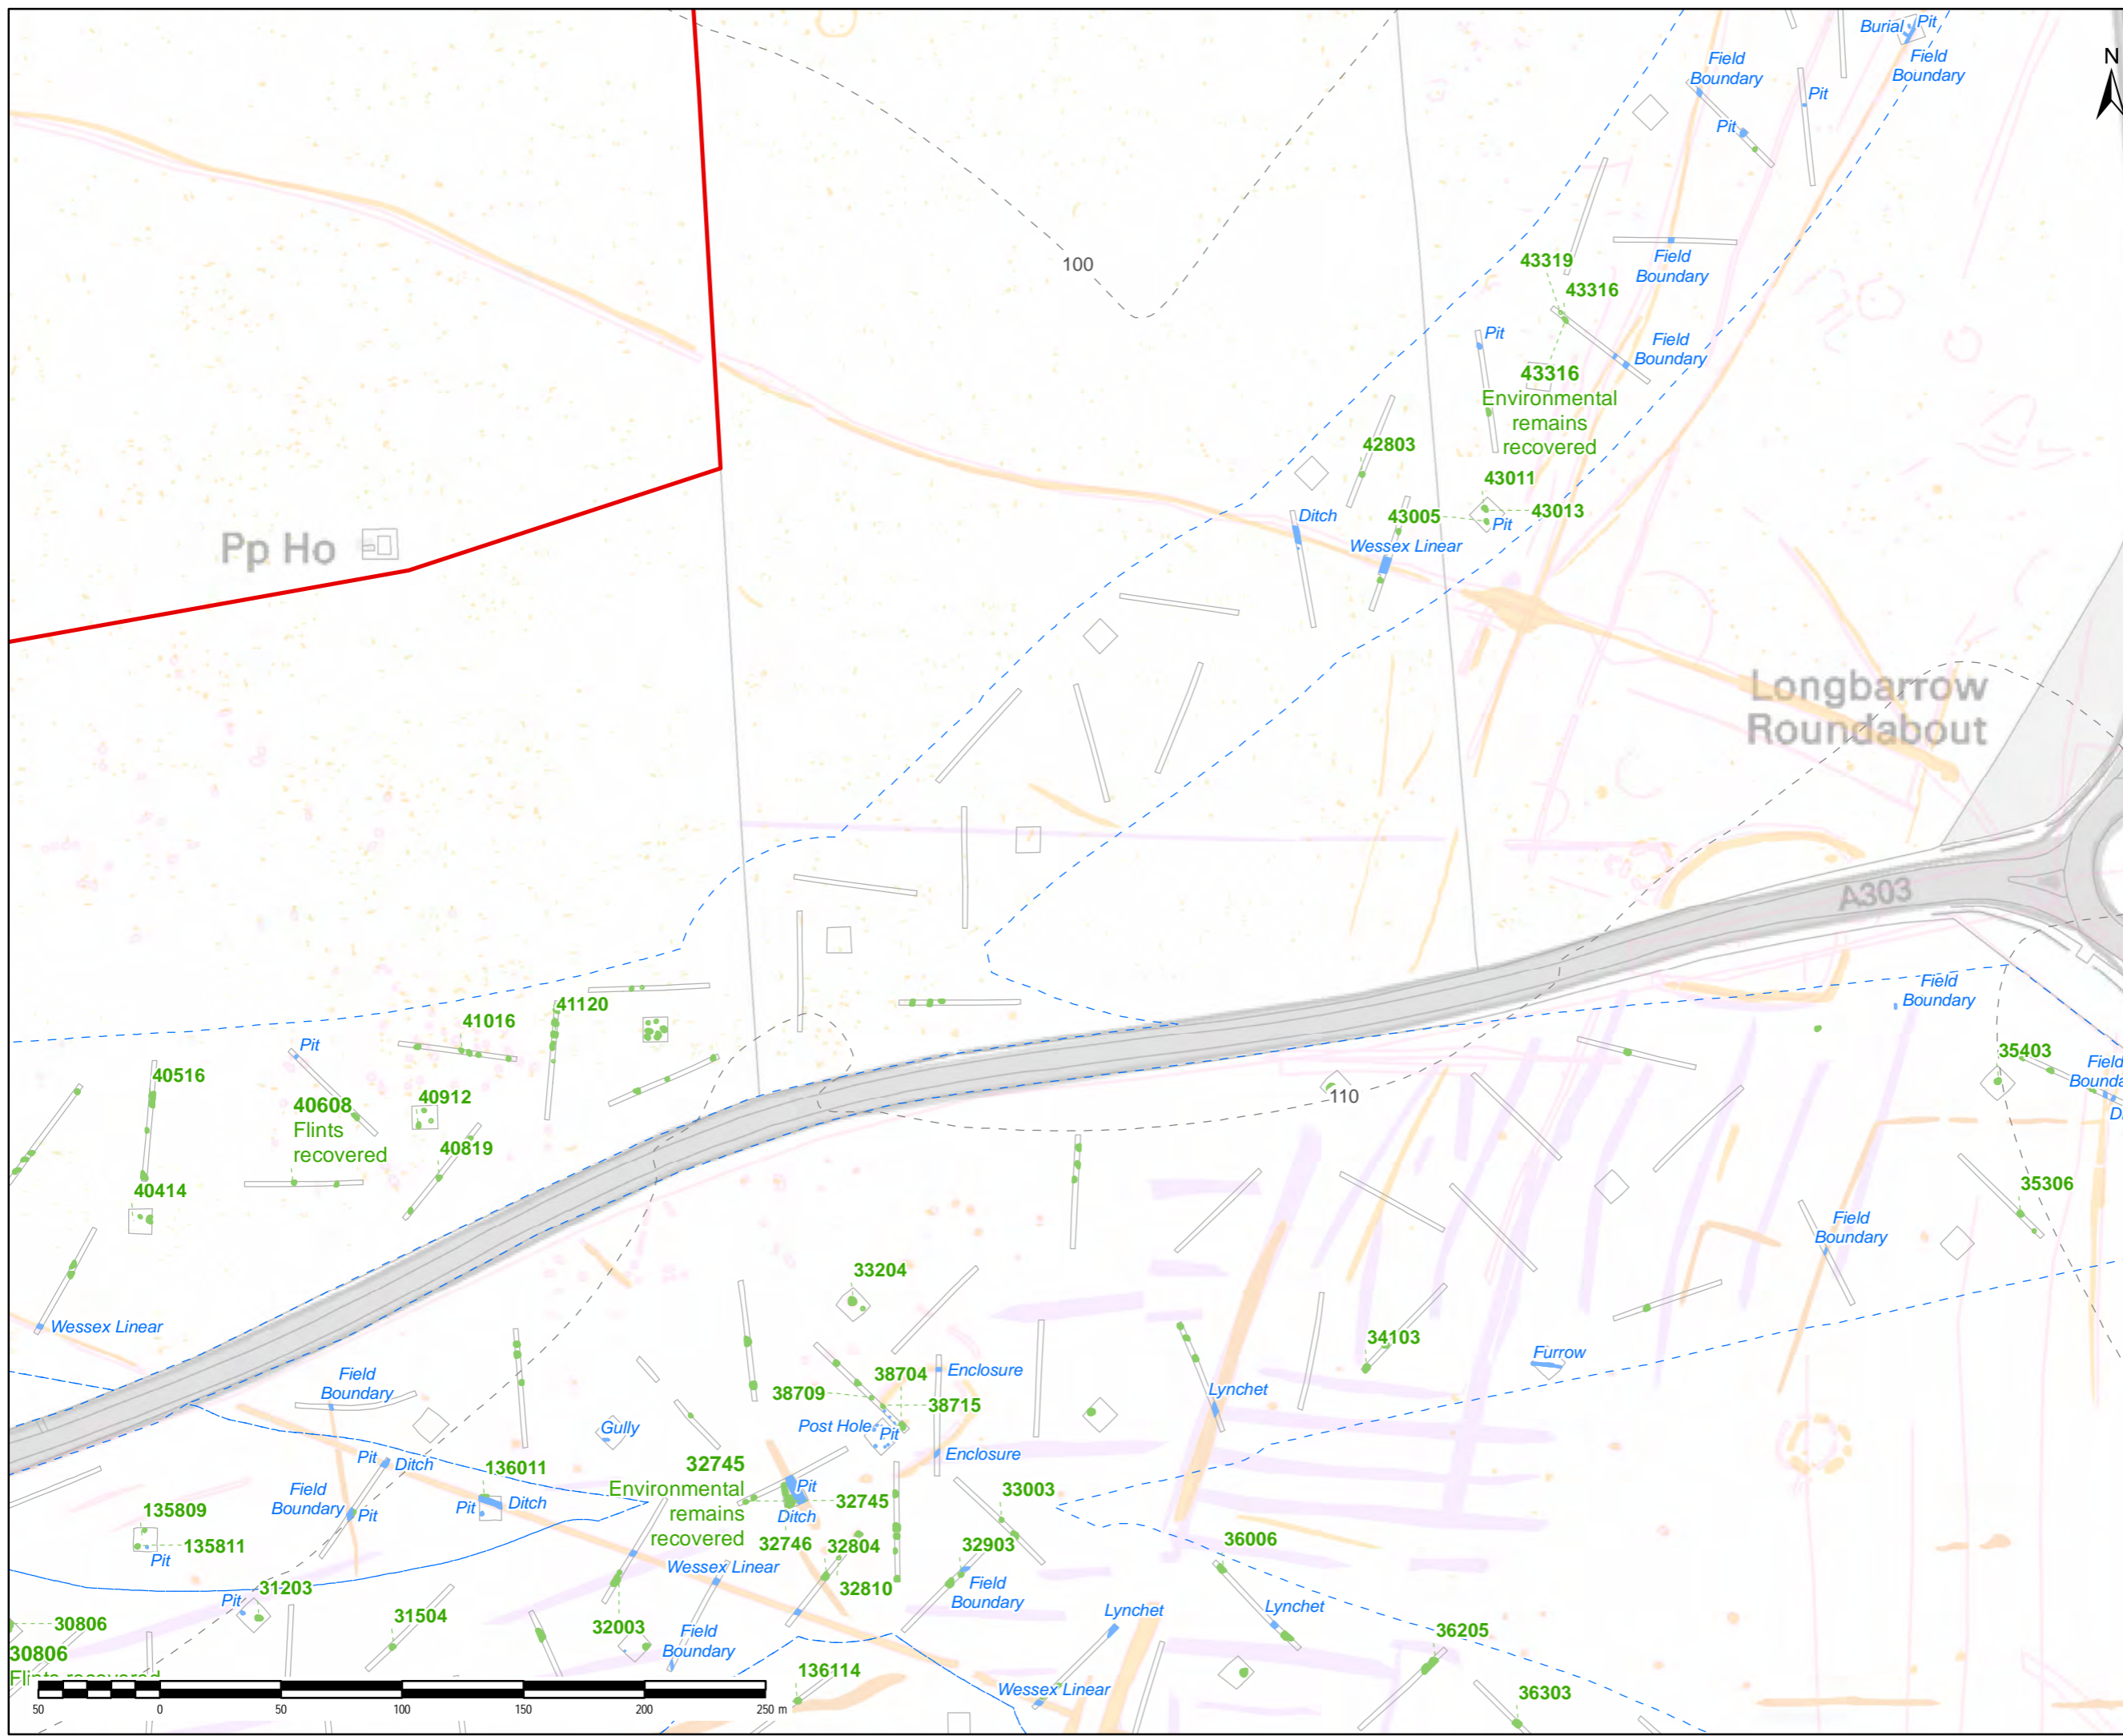 Burial
Pit
Field
Boundary
N
Field
Boundary
Pit
Pit
100
43319
43316
Field
Boundary
Pit
Field
Boundary
43316
Environmental
remains
recovered
42803
43011
43005
43013
Ditch
Pit
Wessex Linear
Pp Ho
Longbarrow
Roundabout
A303
Field
Boundary
41120
41016
Pit
40516
40608
Flints
recovered
40912
40819
40414
110
35403
Field
35306
Field
Boundary
33204
Wessex Linear
34103
Furrow
Field
Boundary
38704
Enclosure
38709
38715
Lynchet
Gully
Post Hole
Pit
Enclosure
Pit
Ditch
136011
32745
Environmental
remains
recovered
Pit
32745
Ditch
Field
Boundary
Pit
Pit
Ditch
33003
135809
135811
Pit
32746
32804
32903
36006
Wessex Linear
32810
Field
Boundary
31203
Pit
31504
32003
Lynchet
Lynchet
30806
30806
Flints recovered
Field
Boundary
36205
136114
Wessex Linear
36303
50
0
50
100
150
200
250 m